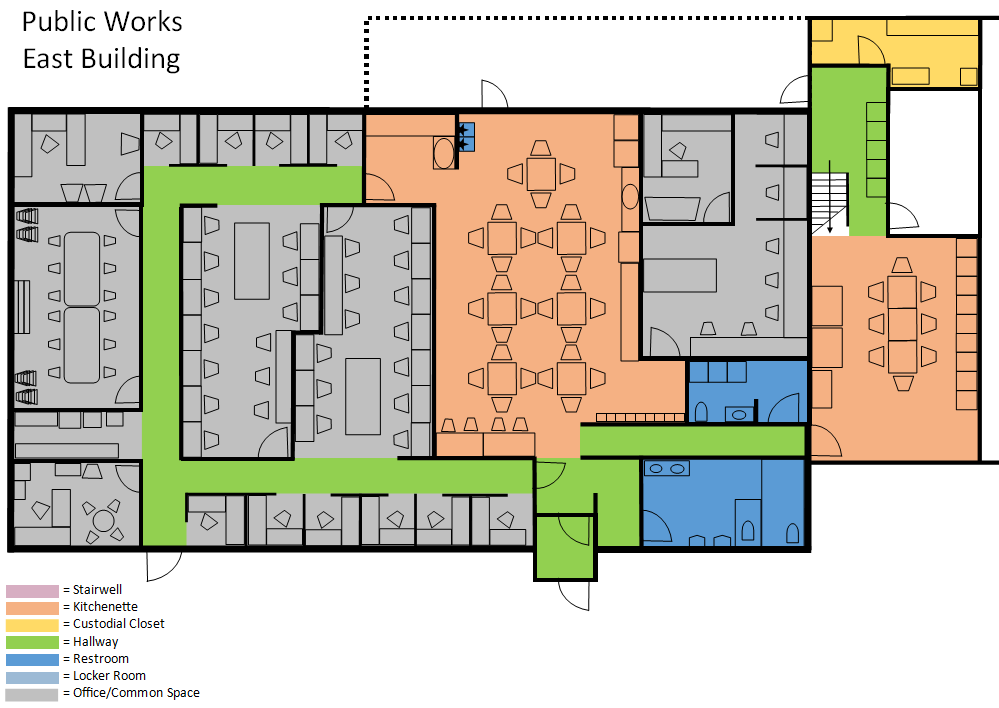 Public Works
East Building
= Stairwell
= Kitchenette
= Custodial Closet
= Hallway
= Restroom
= Locker Room
= Office/Common Space